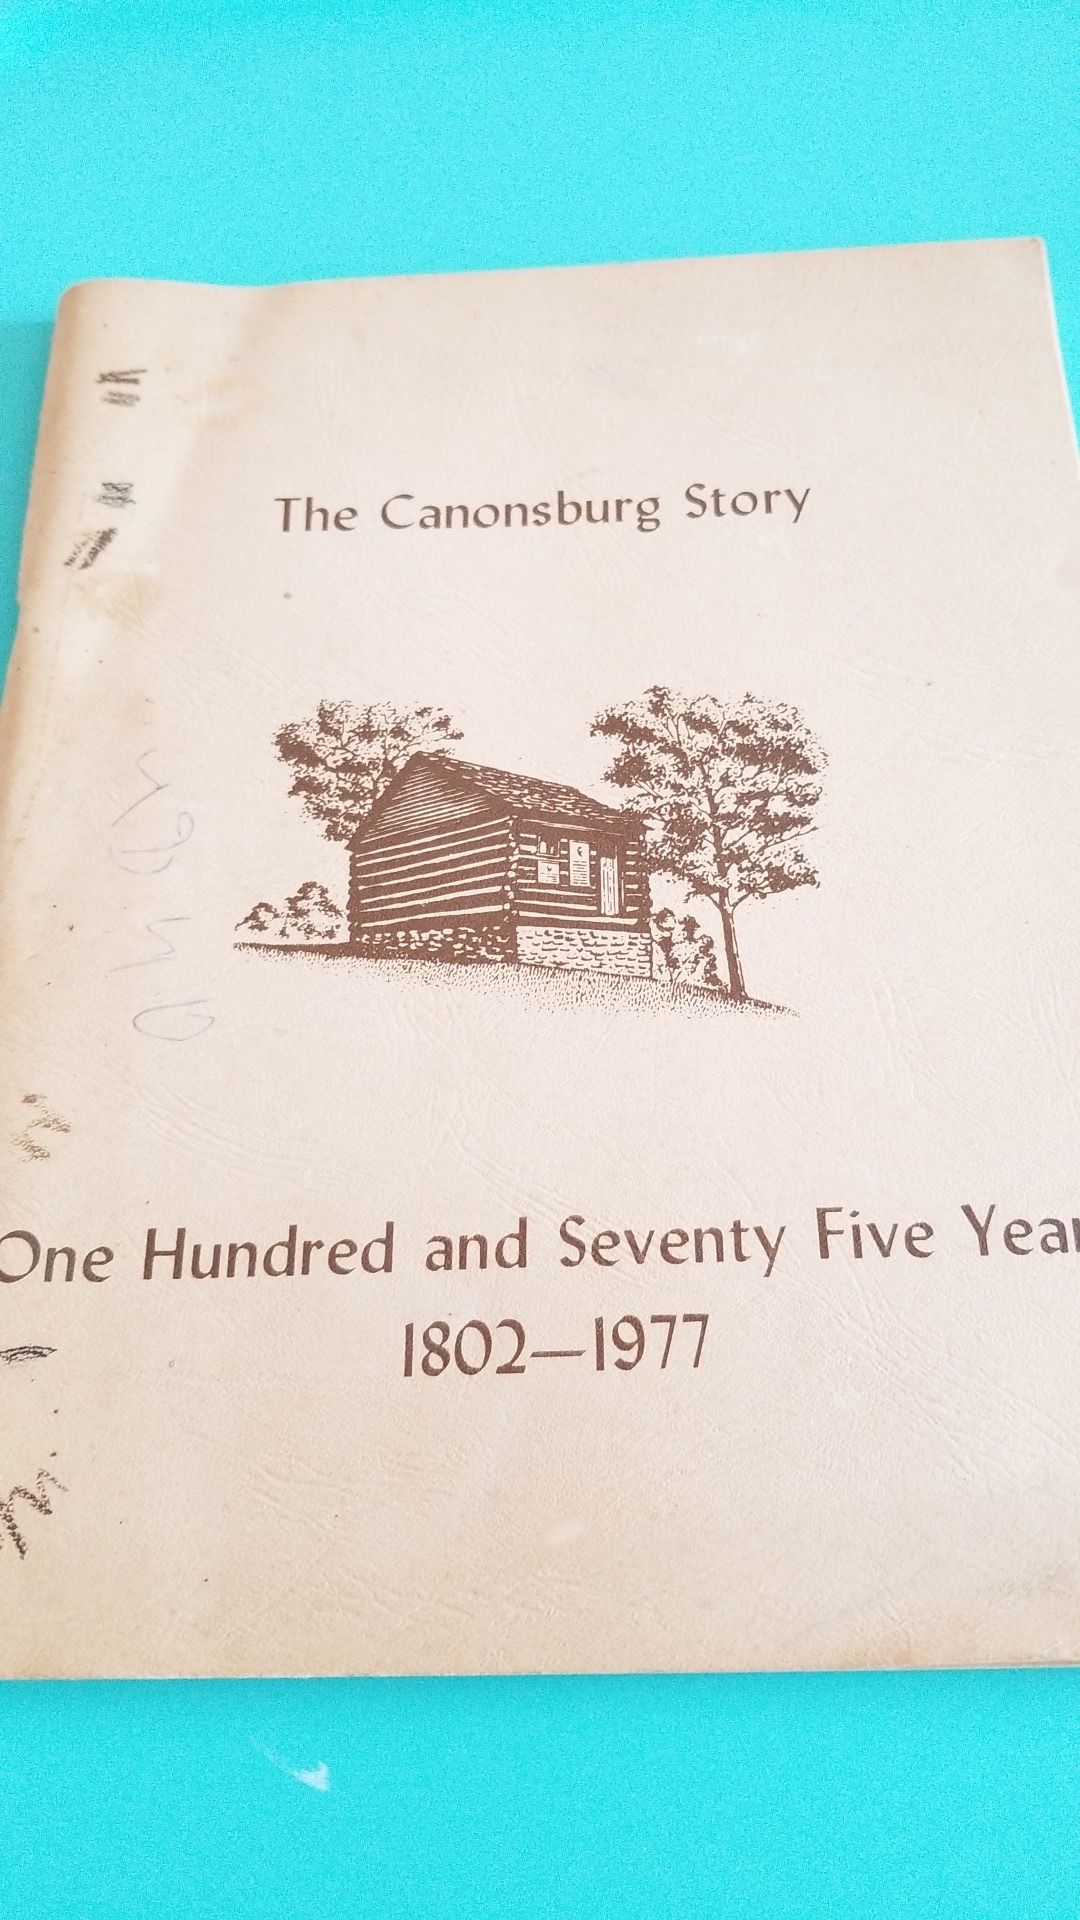 The Canonsburg Story
One Hundred and Seventy Five Year
1802—1977